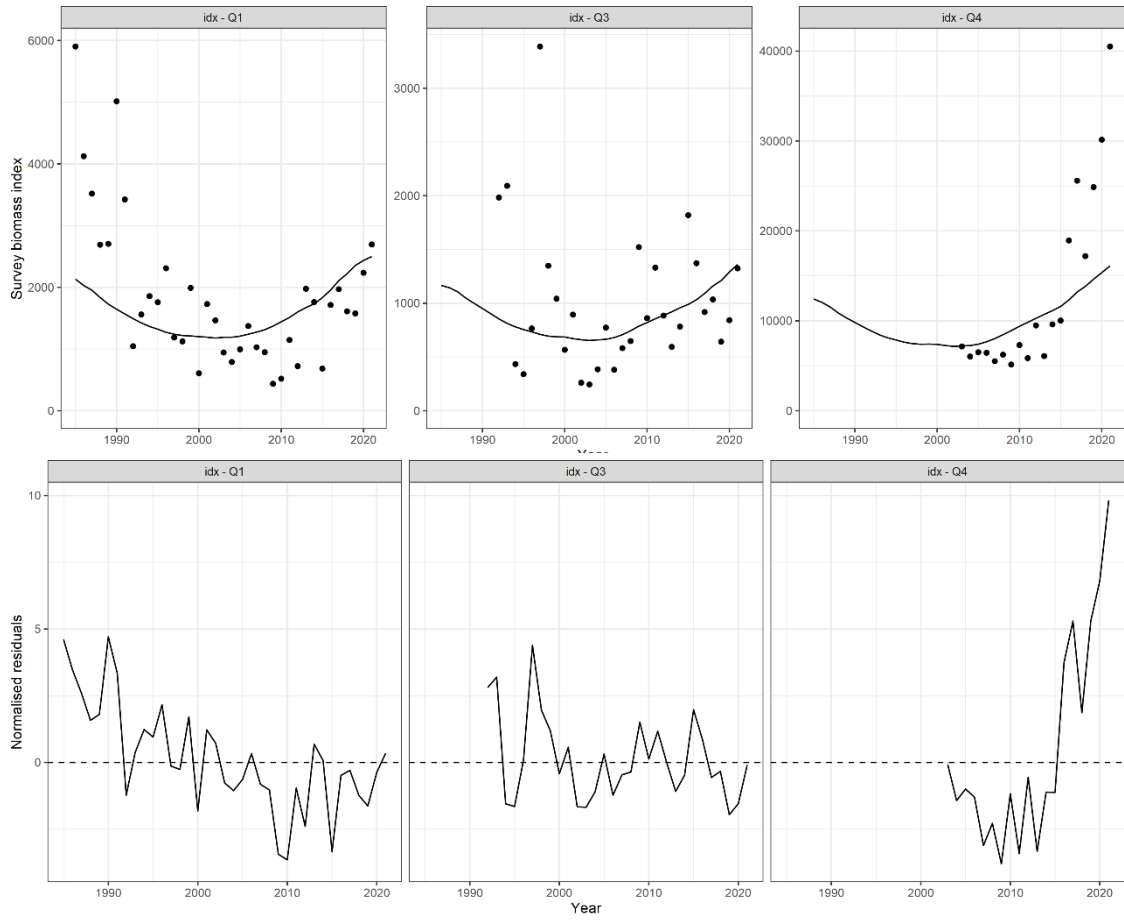 idx - Q1
idx - Q3
idx - Q4
Survey biomass index
6000
4000
2000
0
3000
2000
1000
0
40000
30000
20000
10000
0
1990 2000 2010 2020
1990 2000 2010 2020
1990 2000 2010 2020
Year
idx - Q1
idx - Q3
idx - Q4
Normalised residuals
10
5
0
1990 2000 2010 2020
1990 2000 2010 2020
1990 2000 2010 2020
Year